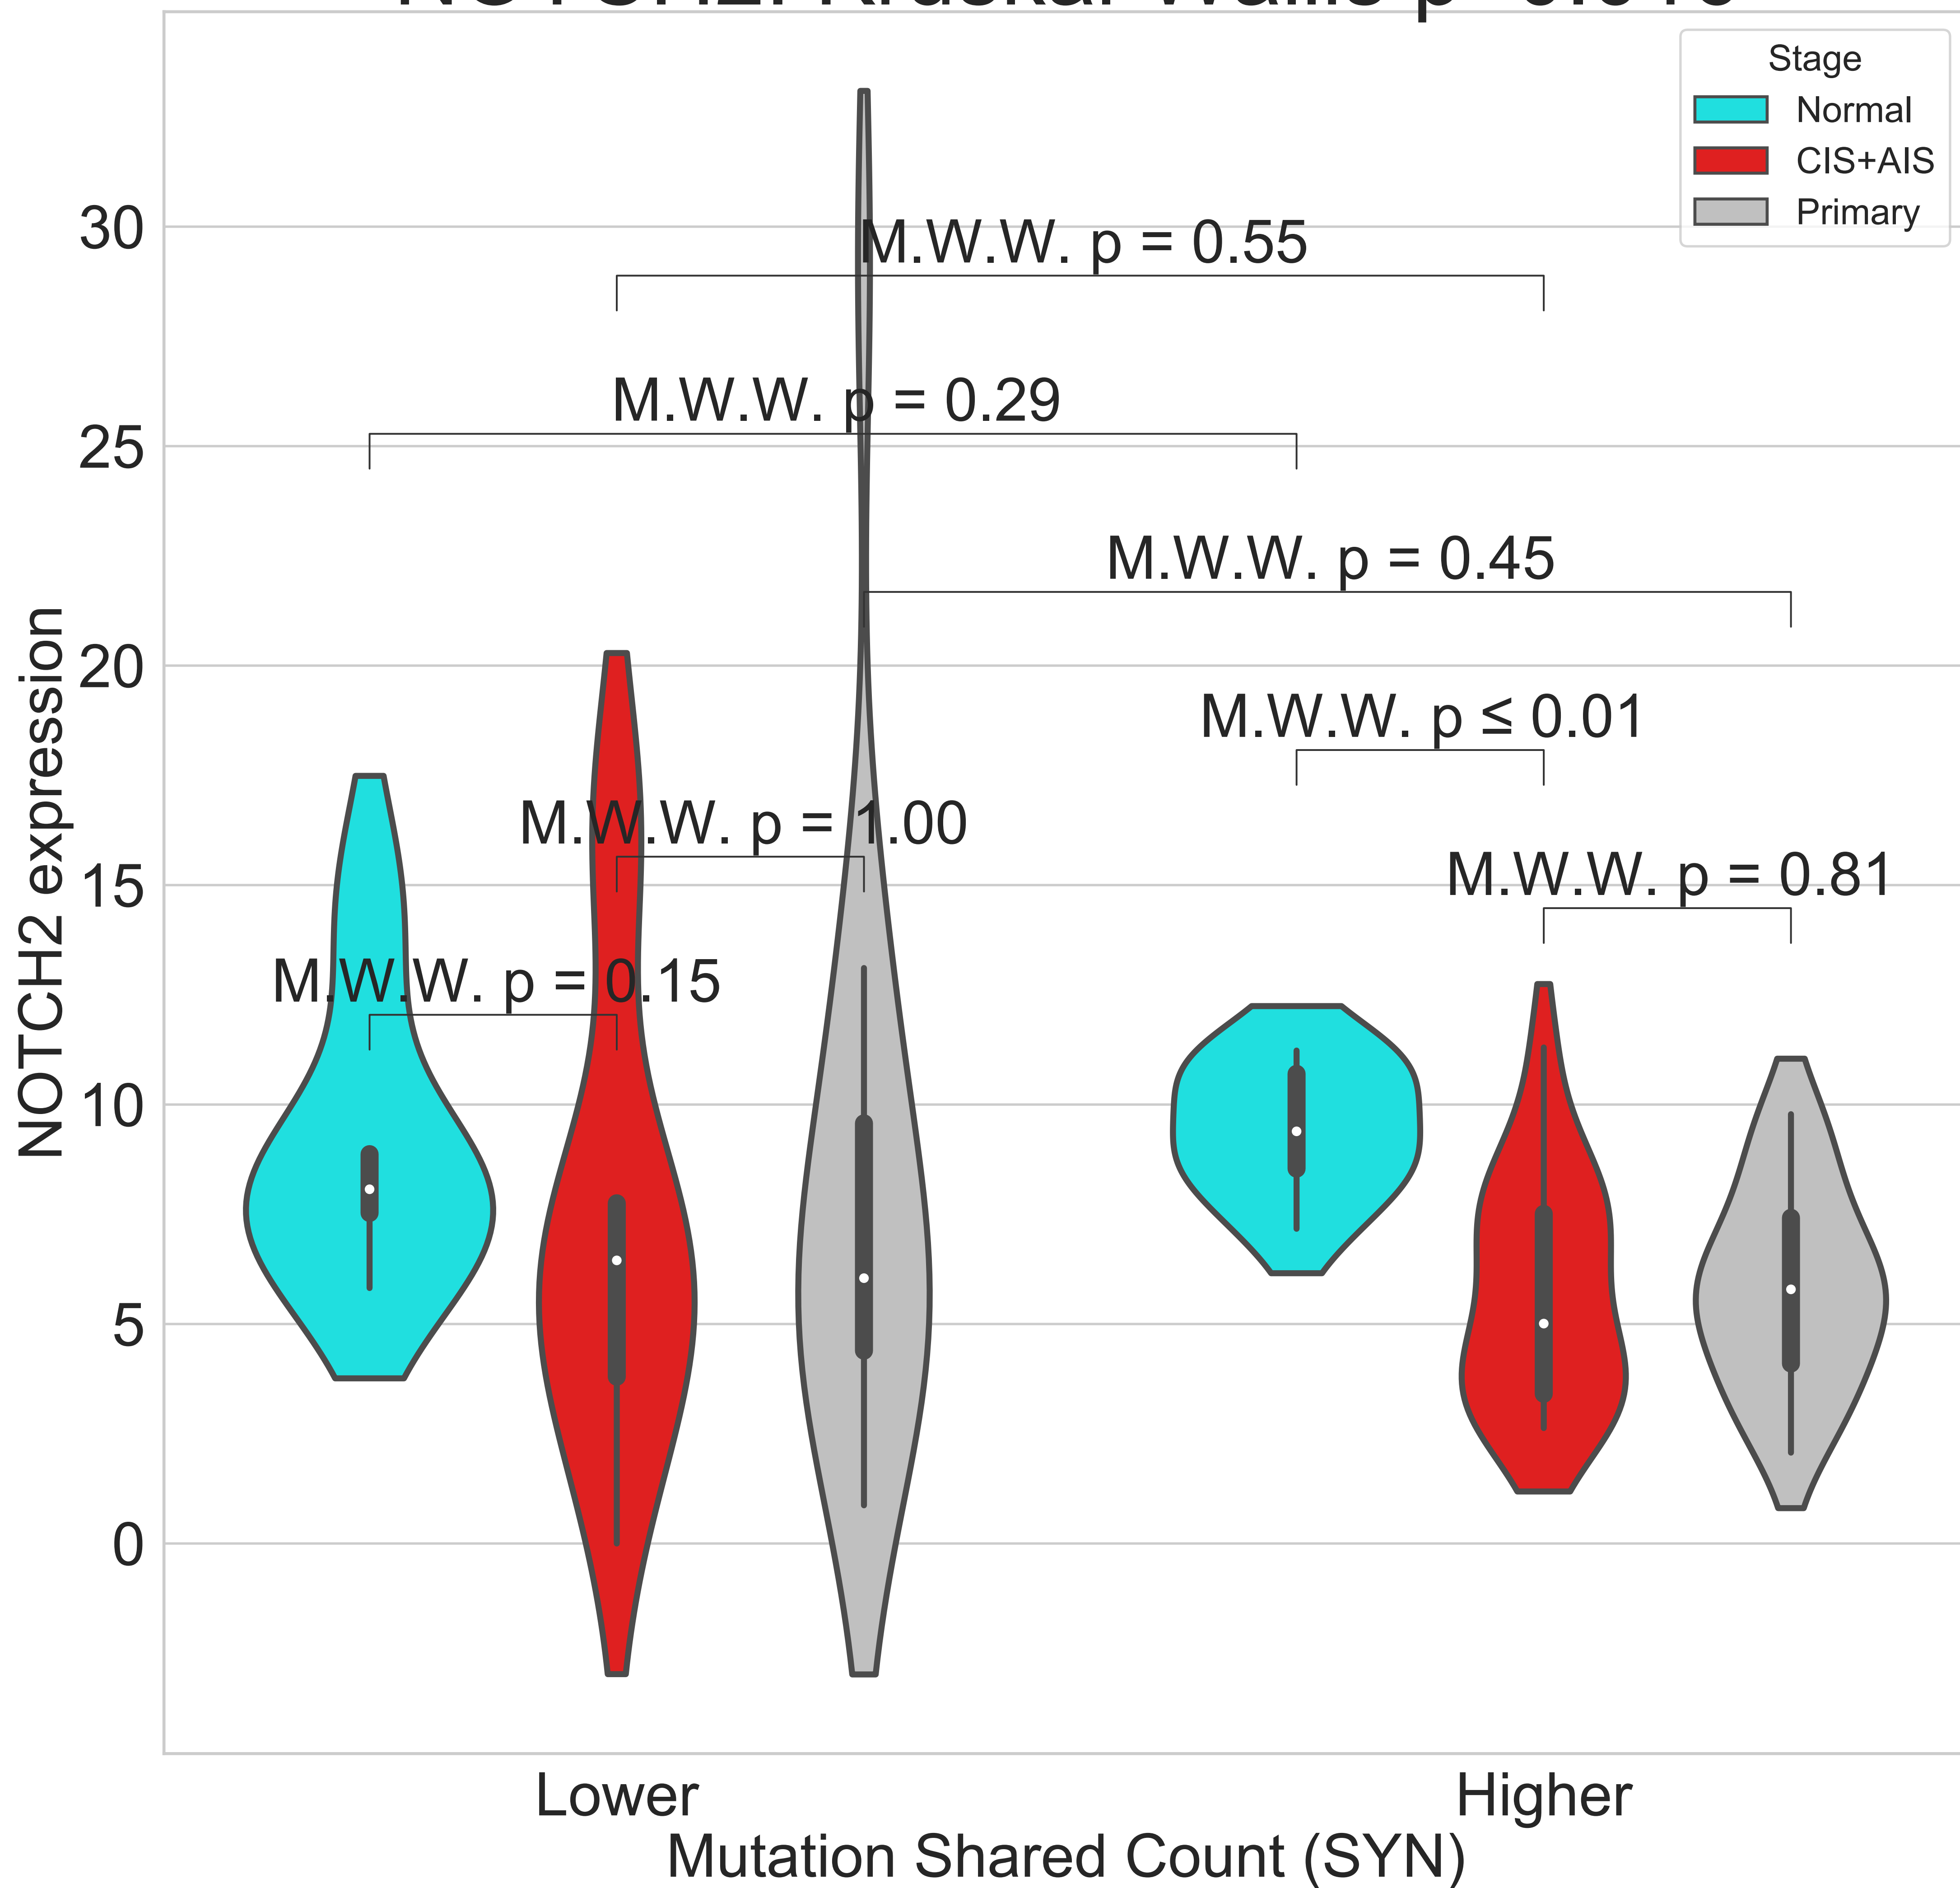 Stage
Normal
CIS+AIS
Primary
30
25
20
15
10
5
0
NOTCH2 expression
M.W.W. p = 0.55
M.W.W. p = 0.29
M.W.W. p = 0.45
M.W.W. p ≤ 0.01
M.W.W. p = 1.00
M.W.W. p = 0.81
M.W.W. p = 0.15
Lower
Higher
Mutation Shared Count (SYN)